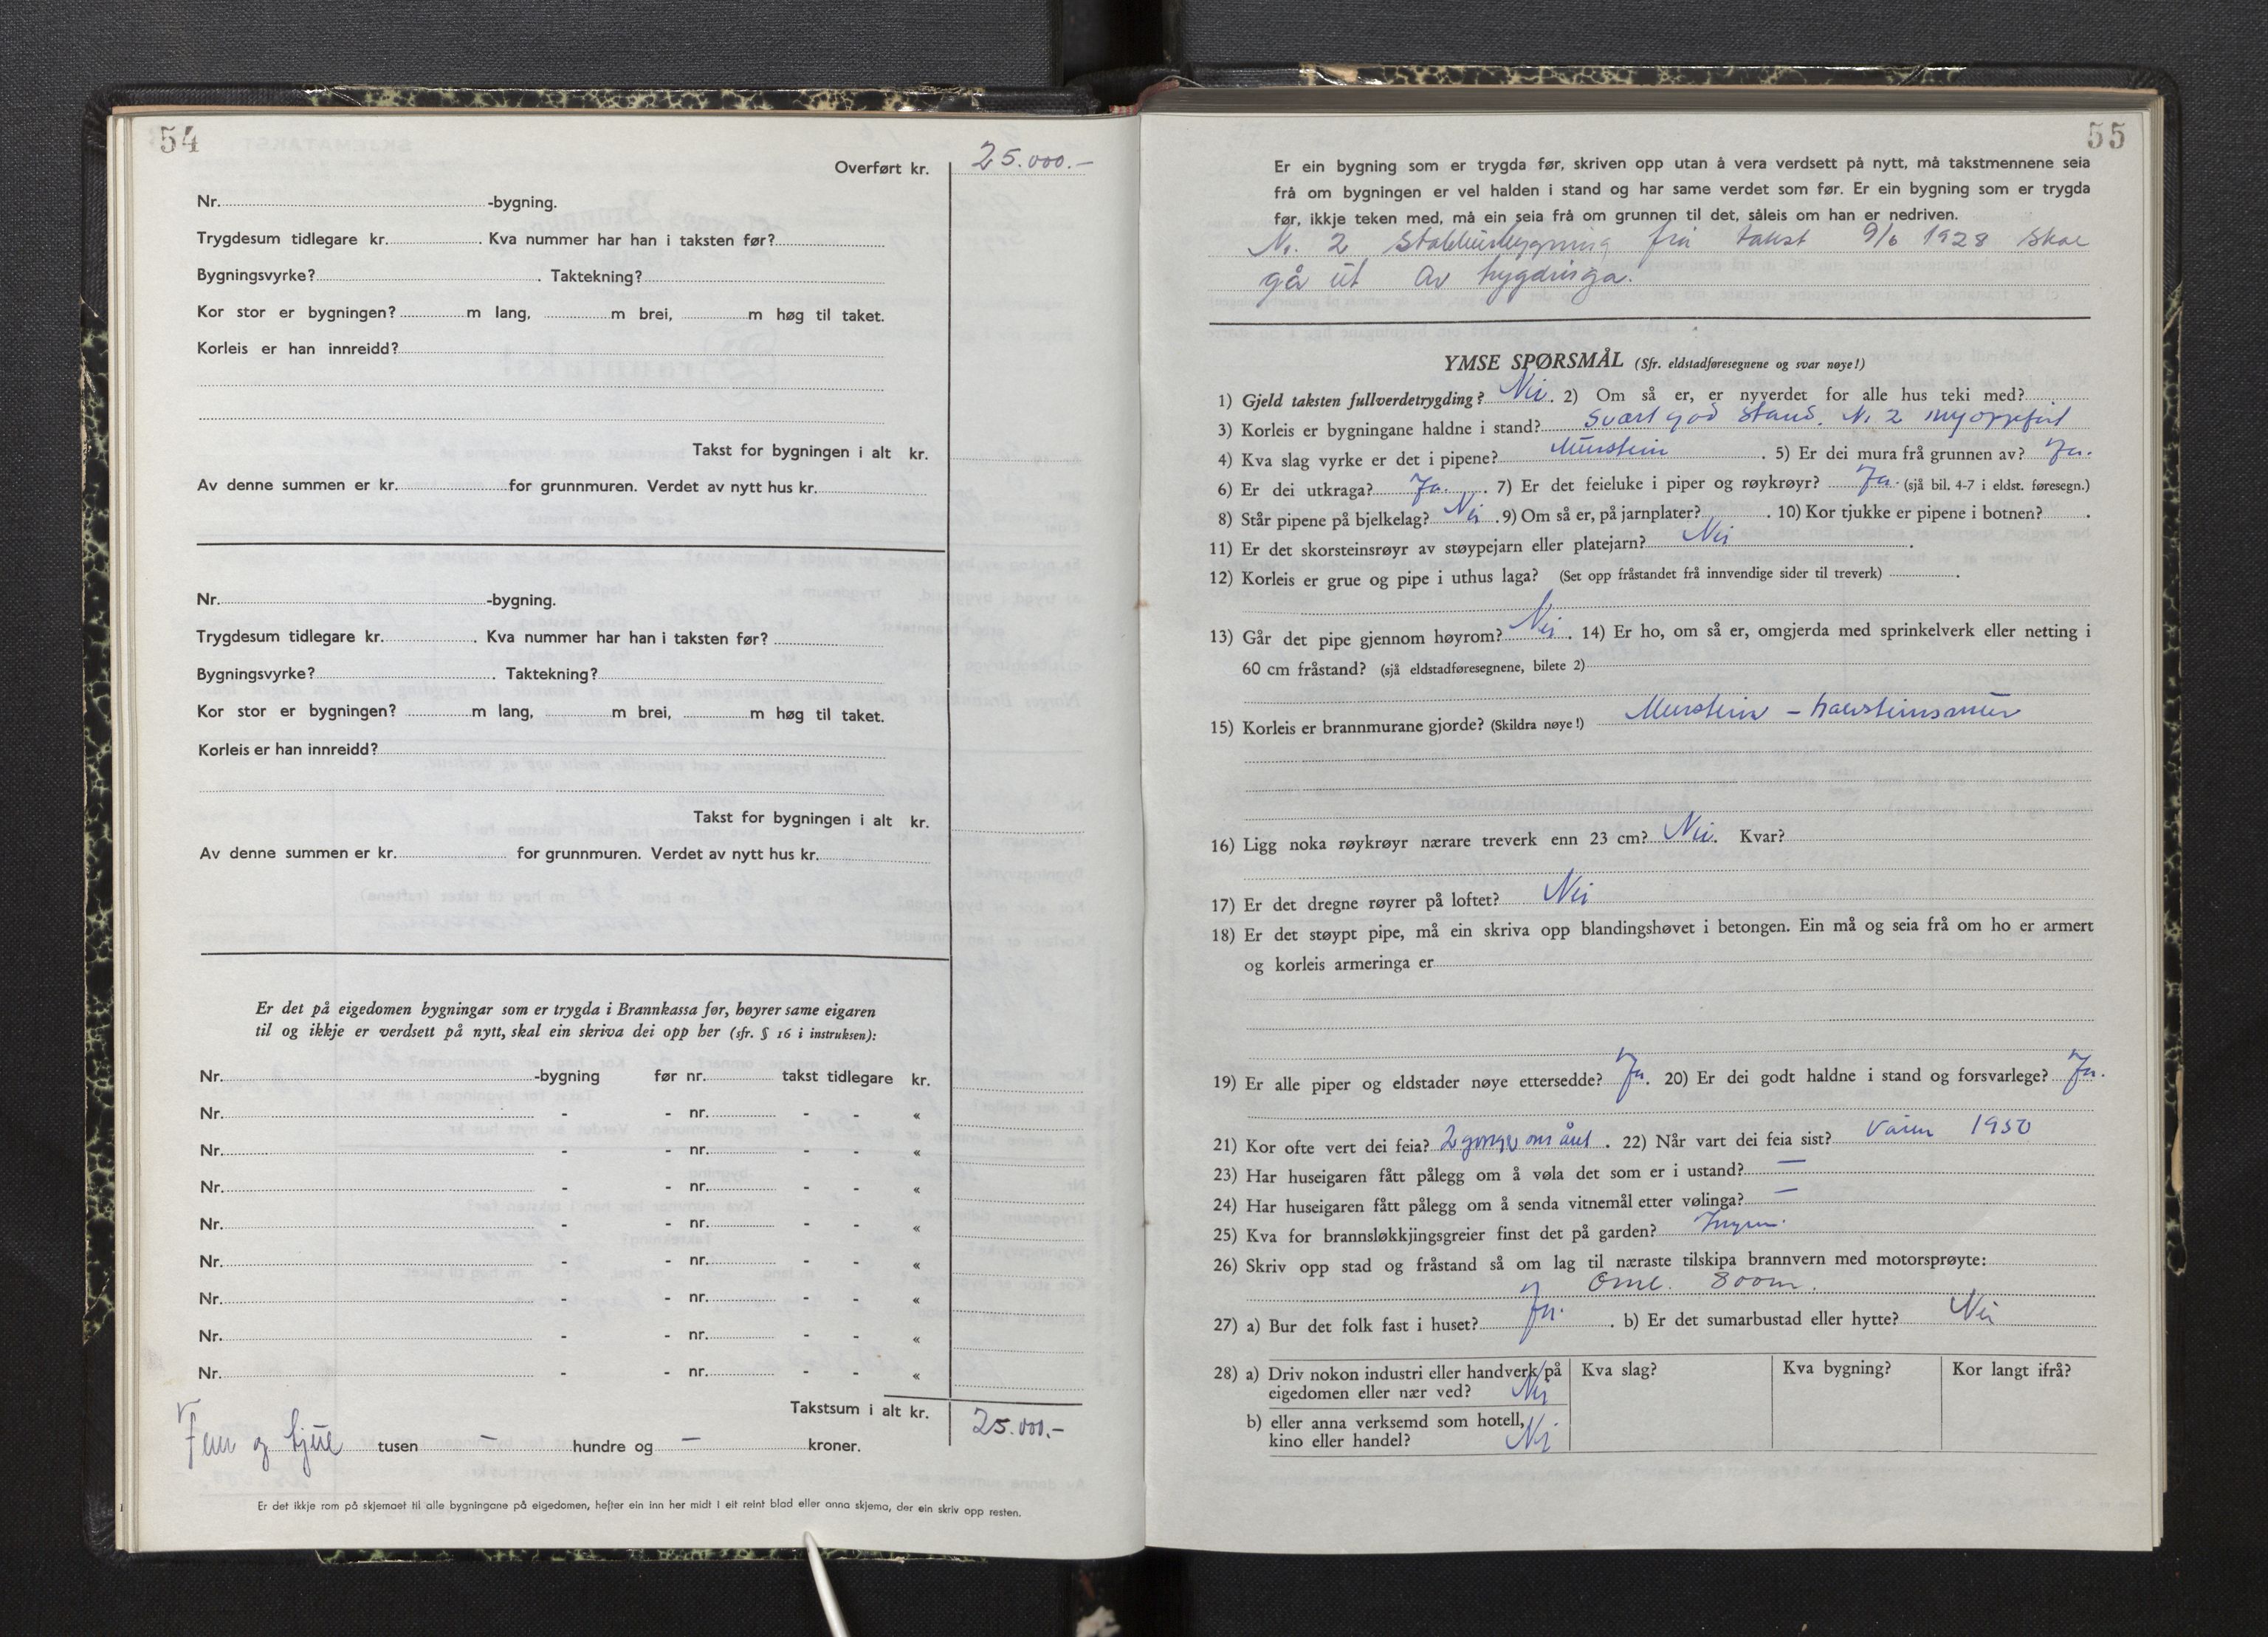 54
Overført kr. 25.000.-
Nr. -bygning.
Trygdesum tidlegare kr. . Kva nummer har han i taksten før?
Bygningsvyrke? . Taktekning?
Kor stor er bygningen? m lang, m brei, m høg til taket.
Korleis er han innreidd?
Takst for bygningen i alt kr.
Av denne summen er kr. for grunnmuren. Verdet av nytt hus kr.
Nr. -bygning.
Trygdesum tidlegare kr. . Kva nummer har han i taksten før?
Bygningsvyrke? . Taktekning?
Kor stor er bygningen? m lang, m brei, m høg til taket.
Korleis er han innreidd?
Takst for bygningen i alt kr.
Av denne summen er kr. for grunnmuren. Verdet av nytt hus kr.
Er det på eigedomen bygningar som er trygda i Brannkassa før, høyrer same eigaren
til og ikkje er verdsett på nytt, skal ein skriva dei opp her (sfr. § 16 i instruksen):
Nr. -bygning før nr. takst tidlegare kr.
Nr. - - nr. - - «
Nr. - - nr. - - «
Nr. - - nr. - - «
Nr. - - nr. - - «
Nr. - - nr. - - «
Nr. - - nr. - - «
Nr. - - nr. - - «
Nr. - - nr. - - «
Takstsum i alt kr. 25.000.-
Fem og tjue tusen — hundre og — kroner.
Er det ikkje rom på skjemaet til alle bygningane på eigedomen, hefter ein inn her midt i eit reint blad eller anna skjema, der ein skriv opp resten.
55
Er ein bygning som er trygda før, skriven opp utan å vera verdsett på nytt, må takstmennene seia
frå om bygningen er vel halden i stand og har same verdet som før. Er ein bygning som er trygda
før, ikkje teken med, må ein seia frå om grunnen til det, såleis om han er nedriven.
Nr. 2 Stabbursbygning frå takst 9/6 1928 skal
gå ut av trygdinga.
YMSE SPØRSMÅL (Sfr. eldstadføresegnene og svar nøye!)
1) Gjeld taksten fullverdetrygding? Nei. 2) Om så er, er nyverdet for alle hus teki med?
3) Korleis er bygningane haldne i stand? Svært god stand. Nr 2 nyoppført
4) Kva slag vyrke er det i pipene? Murstein . 5) Er dei mura frå grunnen av? Ja.
6) Er dei utkraga? Ja. . 7) Er det feieluke i piper og røykrøyr? Ja. (sjå bil. 4-7 i eldst. føresegn.)
8) Står pipene på bjelkelag? Nei . 9) Om så er, på jarnplater? . 10) Kor tjukke er pipene i botnen? .
11) Er det skorsteinsrøyr av støypejarn eller platejarn? Nei .
12) Korleis er grue og pipe i uthus laga? (Set opp fråstandet frå innvendige sider til treverk) .
13) Går det pipe gjennom høyrom? Nei . 14) Er ho, om så er, omgjerda med sprinkelverk eller netting i
60 cm fråstand? (sjå eldstadføresegnene, bilete 2)
15) Korleis er brannmurane gjorde? (Skildra nøye!) Murstein - halvsteinsmur
16) Ligg noka røykrøyr nærare treverk enn 23 cm? Nei. Kvar?
17) Er det dregne røyrer på loftet? Nei
18) Er det støypt pipe, må ein skriva opp blandingshøvet i betongen. Ein må og seia frå om ho er armert
og korleis armeringa er
19) Er alle piper og eldstader nøye ettersedde? Ja. 20) Er dei godt haldne i stand og forsvarlege? Ja.
21) Kor ofte vert dei feia? 2 gonger om året . 22) Når vart dei feia sist? Våren 1950
23) Har huseigaren fått pålegg om å vøla det som er i ustand? —
24) Har huseigaren fått pålegg om å senda vitnemål etter vølinga? —
25) Kva for brannsløkkjingsgreier finst det på garden? Ingen.
26) Skriv opp stad og fråstand så om lag til næraste tilskipa brannvern med motorsprøyte:
800m.
27) a) Bur det folk fast i huset? Ja. . b) Er det sumarbustad eller hytte? Nei
28) a) Driv nokon industri eller handverk på
eigedomen eller nær ved? Nei
Kva slag? Kva bygning? Kor langt ifrå?
b) eller anna verksemd som hotell,
kino eller handel? Nei